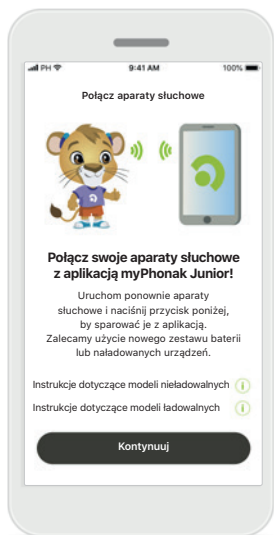 PH 9:41 AM 100%
Połącz aparaty słuchowe
Połącz swoje aparaty słuchowe
z aplikacją myPhonak Junior!
Uruchom ponownie aparaty
słuchowe i naciśnij przycisk poniżej,
by sparować je z aplikacją.
Zalecamy użycie nowego zestawu baterii
lub naładowanych urządzeń.
Instrukcje dotyczące modeli nieładowalnych i
Instrukcje dotyczące modeli ładowalnych i
Kontynuuj